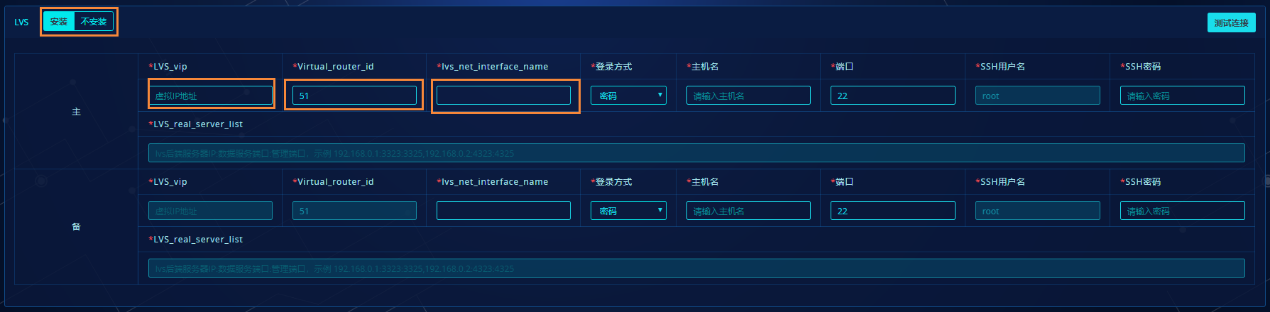 LVS 安装 不安装 测试连接
*LVS_vip *Virtual_router_id *lvs_net_interface_name *登录方式 *主机名 *端口 *SSH用户名 *SSH密码
主 虚拟IP地址 51 密码 请输入主机名 22 root 请输入密码
*LVS_real_server_list
lvs后端服务器IP:数据服务端口:管理端口，示例 192.168.0.1:3323:3325,192.168.0.2:4323:4325
*LVS_vip *Virtual_router_id *lvs_net_interface_name *登录方式 *主机名 *端口 *SSH用户名 *SSH密码
备 虚拟IP地址 51 密码 请输入主机名 22 root 请输入密码
*LVS_real_server_list
lvs后端服务器IP:数据服务端口:管理端口，示例 192.168.0.1:3323:3325,192.168.0.2:4323:4325